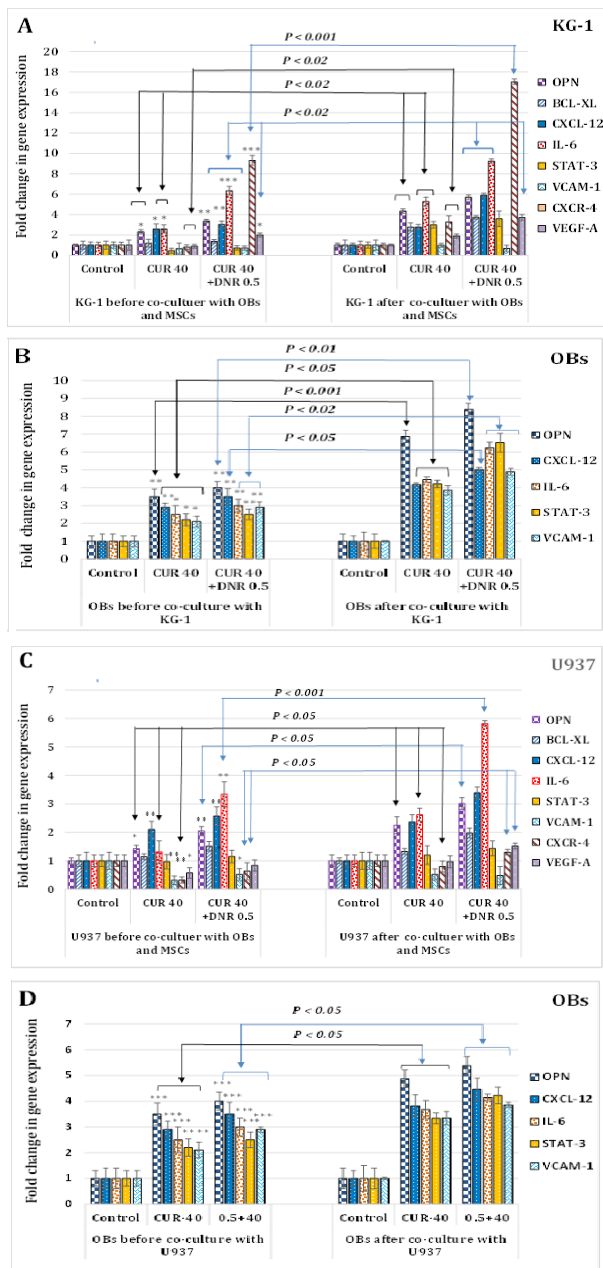 A
KG-1
P < 0.001
P < 0.02
P < 0.02
P < 0.02
Fold change in gene expression
20
18
16
14
12
10
8
6
4
2
0
OPN
BCL-XL
CXCL-12
IL-6
STAT-3
VCAM-1
CXCR-4
VEGF-A
* * * ** *** *** * 
Control
CUR 40
CUR 40
+DNR 0.5
Control
CUR 40
CUR 40
+DNR 0.5
KG-1 before co-cultuer with OBs
and MSCs
KG-1 after co-cultuer with OBs
and MSCs
B
OBs
P < 0.01
P < 0.05
P < 0.001
P < 0.02
P < 0.05
Fold change in gene expression
10
9
8
7
6
5
4
3
2
1
0
OPN
CXCL-12
IL-6
STAT-3
VCAM-1
Control
CUR 40
CUR 40
+DNR 0.5
Control
CUR 40
CUR 40
+DNR 0.5
OBs before co-culture with
KG-1
OBs after co-culture with
KG-1
C
U937
P < 0.001
P < 0.05
P < 0.05
P < 0.05
Fold change in gene expression
7
6
5
4
3
2
1
0
OPN
BCL-XL
CXCL-12
IL-6
STAT-3
VCAM-1
CXCR-4
VEGF-A
Control
CUR 40
CUR 40
+DNR 0.5
Control
CUR 40
CUR 40
+DNR 0.5
U937 before co-cultuer with OBs
and MSCs
U937 after co-cultuer with OBs
and MSCs
D
OBs
P < 0.05
P < 0.05
Fold change in gene expression
7
6
5
4
3
2
1
0
OPN
CXCL-12
IL-6
STAT-3
VCAM-1
Control
CUR-40
0.5+40
Control
CUR 40
0.5+40
OBs before co-culture with
U937
OBs after co-culture with
U937